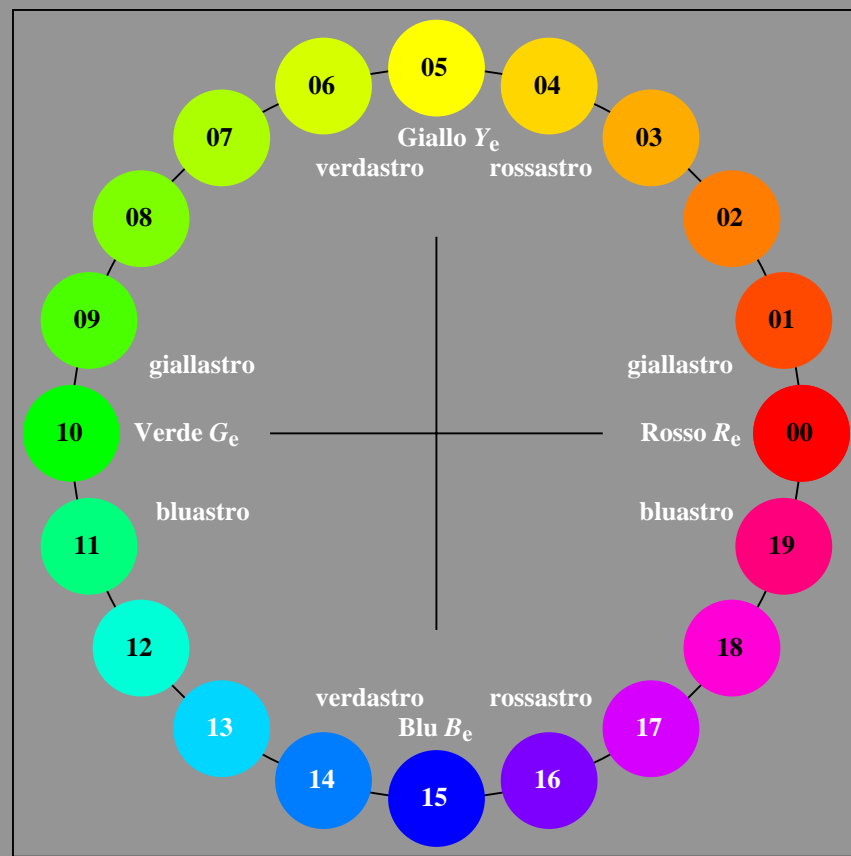 05
06 04
Giallo Ye
07 03
verdastro rossastro
08 02
09 01
giallastro giallastro
10 Verde Ge Rosso Re 00
bluastro bluastro
11 19
12 18
verdastro rossastro
13 Blu Be 17
14 16
15